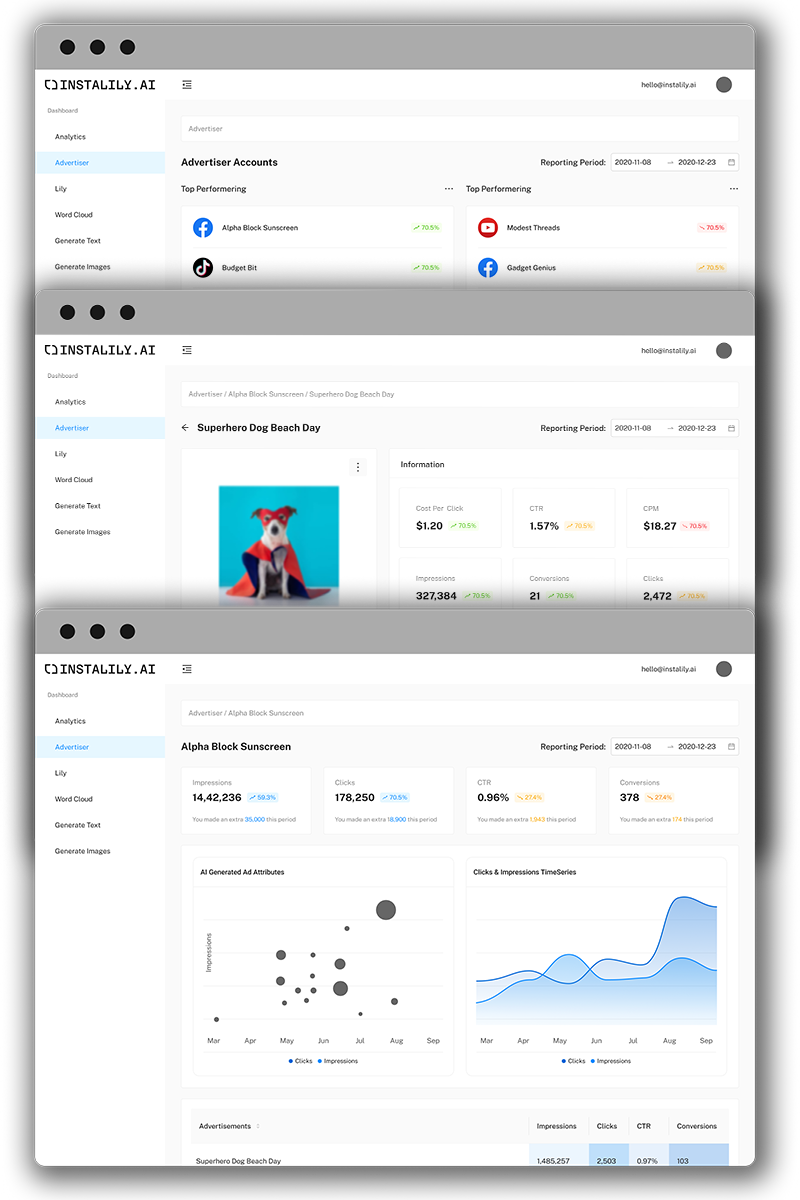 INSTALILY.AI
hello@instalily.ai
Dashboard
Analytics
Advertiser
Lily
Word Cloud
Generate Text
Generate Images
Advertiser
Advertiser Accounts
Reporting Period: 2020-11-08 → 2020-12-23
Top Performering
Alpha Block Sunscreen 70.5%
Budget Bit 70.5%
Top Performering
Modest Threads 70.5%
Gadget Genius 70.5%
INSTALILY.AI
hello@instalily.ai
Dashboard
Analytics
Advertiser
Lily
Word Cloud
Generate Text
Generate Images
Advertiser / Alpha Block Sunscreen / Superhero Dog Beach Day
← Superhero Dog Beach Day
Reporting Period: 2020-11-08 → 2020-12-23
Information
Cost Per Click
$1.20 70.5%
CTR
1.57% 70.5%
CPM
$18.27 70.5%
Impressions
327,384 70.5%
Conversions
21 70.5%
Clicks
2,472 70.5%
INSTALILY.AI
hello@instalily.ai
Dashboard
Analytics
Advertiser
Lily
Word Cloud
Generate Text
Generate Images
Advertiser / Alpha Block Sunscreen
Alpha Block Sunscreen
Reporting Period: 2020-11-08 → 2020-12-23
Impressions
14,42,236 59.3%
You made an extra 35,000 this period
Clicks
178,250 70.5%
You made an extra 18,900 this period
CTR
0.96% 27.4%
You made an extra 1,943 this period
Conversions
378 27.4%
You made an extra 174 this period
AI Generated Ad Attributes
Impressions
Mar Apr May Jun Jul Aug Sep
Clicks Impressions
Clicks & Impressions TimeSeries
Mar Apr May Jun Jul Aug Sep
Clicks Impressions
Advertisements Impressions Clicks CTR Conversions
Superhero Dog Beach Day 1,485,257 2,503 0.97% 103